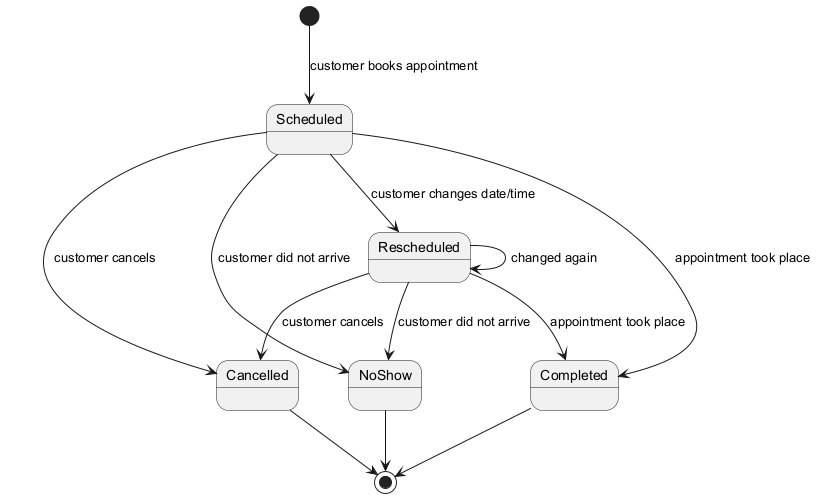 customer books appointment
Scheduled
customer changes date/time
Rescheduled
customer cancels
customer did not arrive
changed again
appointment took place
customer cancels
customer did not arrive
appointment took place
Cancelled
NoShow
Completed